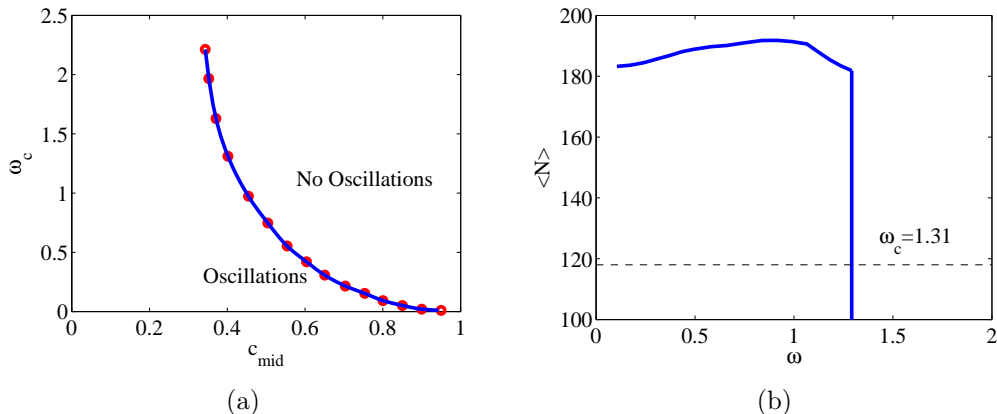 2.5
2
1.5
1
0.5
0
ω_c
No Oscillations
Oscillations
0 0.2 0.4 0.6 0.8 1
c_mid
(a)
200
180
160
140
120
100
<N>
ω_c=1.31
0 0.5 1 1.5 2
ω
(b)